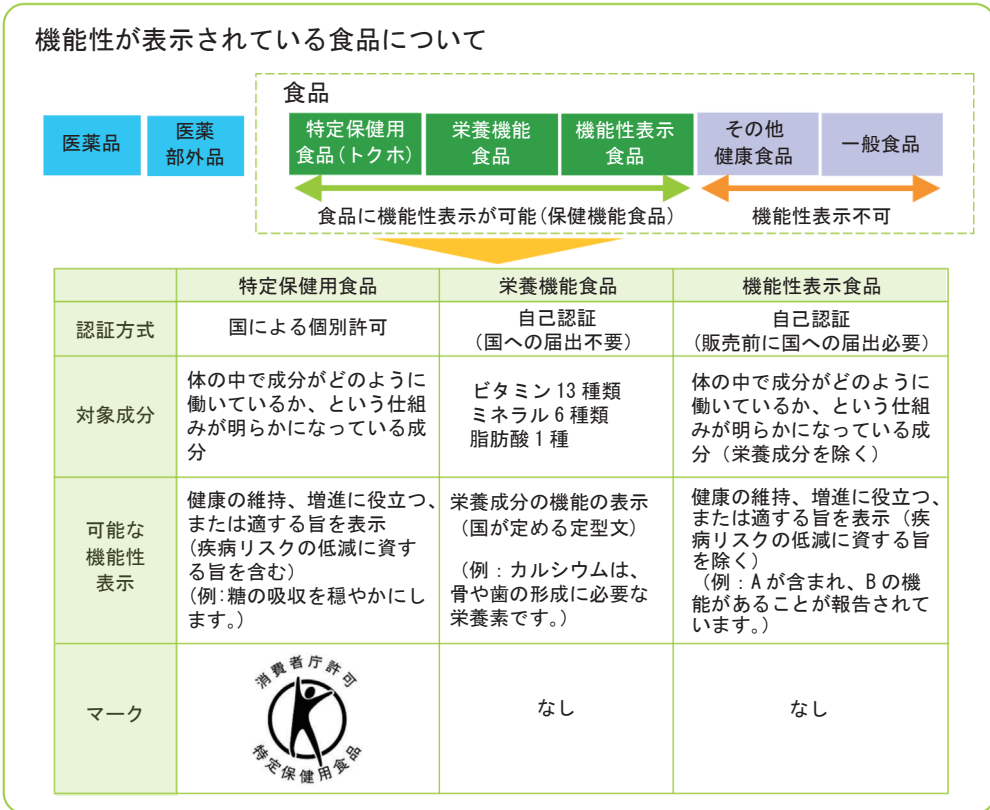 機能性が表示されている食品について
食品
医薬品
医薬
部外品
特定保健用
食品(トクホ)
栄養機能
食品
機能性表示
食品
その他
健康食品
一般食品
食品に機能性表示が可能(保健機能食品)
機能性表示不可
特定保健用食品
栄養機能食品
機能性表示食品
認証方式
国による個別許可
自己認証
(国への届出不要)
自己認証
(販売前に国への届出必要)
対象成分
体の中で成分がどのように
働いているか、という仕組
みが明らかになっている成
分
ビタミン 13 種類
ミネラル 6 種類
脂肪酸 1 種
体の中で成分がどのように
働いているか、という仕組
みが明らかになっている成
分(栄養成分を除く)
可能な
機能性
表示
健康の維持、増進に役立つ、
または適する旨を表示
(疾病リスクの低減に資す
る旨を含む)
(例:糖の吸収を穏やかにし
ます。)
栄養成分の機能の表示
(国が定める定型文)
(例:カルシウムは、
骨や歯の形成に必要な
栄養素です。)
健康の維持、増進に役立つ、
または適する旨を表示(疾
病リスクの低減に資する旨
を除く)
(例:A が含まれ、B の機
能があることが報告されて
います。)
マーク
消費者庁許可
特定保健用食品
なし
なし